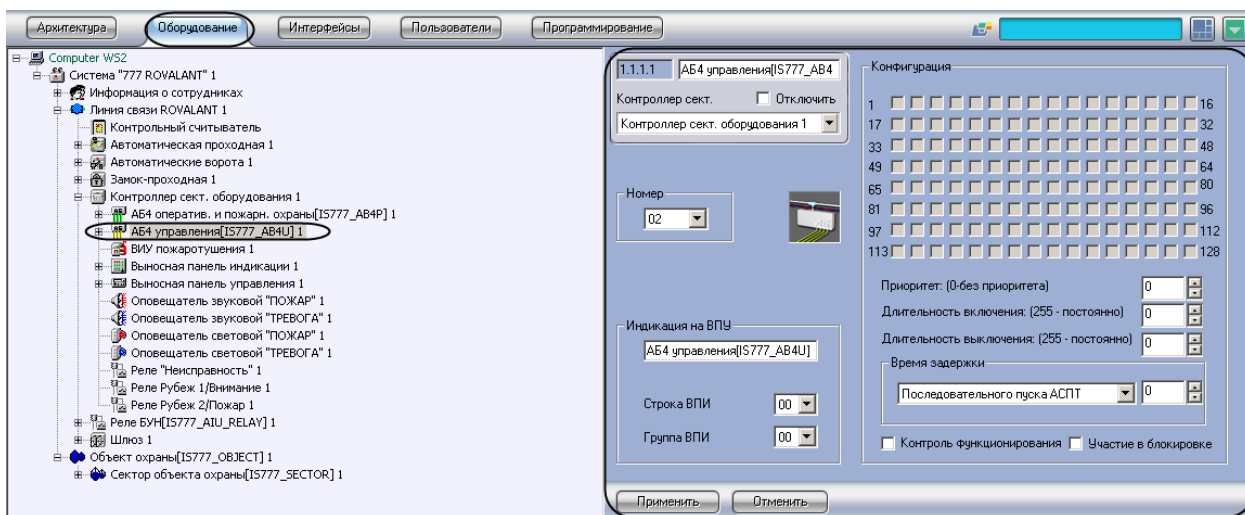 Архитектура Оборудование Интерфейсы Пользователи Программирование
Computer WS2
Система "777 ROVALANT" 1
Информация о сотрудниках
Линия связи ROVALANT 1
Контрольный считыватель
Автоматическая проходная 1
Автоматические ворота 1
Замок-проходная 1
Контроллер сект. оборудования 1
АБ4 оператив. и пожарн. охраны[IS777_AB4P] 1
АБ4 управления[IS777_AB4U] 1
ВИУ пожаротушения 1
Выносная панель индикации 1
Выносная панель управления 1
Оповещатель звуковой "ПОЖАР" 1
Оповещатель звуковой "ТРЕВОГА" 1
Оповещатель световой "ПОЖАР" 1
Оповещатель световой "ТРЕВОГА" 1
Реле "Неисправность" 1
Реле Рубеж 1/Внимание 1
Реле Рубеж 2/Пожар 1
Реле БУН[IS777_AIU_RELAY] 1
Шлюз 1
Объект охраны[IS777_OBJECT] 1
Сектор объекта охраны[IS777_SECTOR] 1
1.1.1.1 АБ4 управления[IS777_AB4
Контроллер сект. Отключить
Контроллер сект. оборудования 1
Номер
02
Индикация на ВПУ
АБ4 управления[IS777_AB4U]
Строка ВПИ 00
Группа ВПИ 00
Конфигурация
1 16
17 32
33 48
49 64
65 80
81 96
97 112
113 128
Приоритет: (0-без приоритета) 0
Длительность включения: (255 - постоянно) 0
Длительность выключения: (255 - постоянно) 0
Время задержки
Последовательного пуска АСПТ 0
Контроль функционирования Участие в блокировке
Применить Отменить